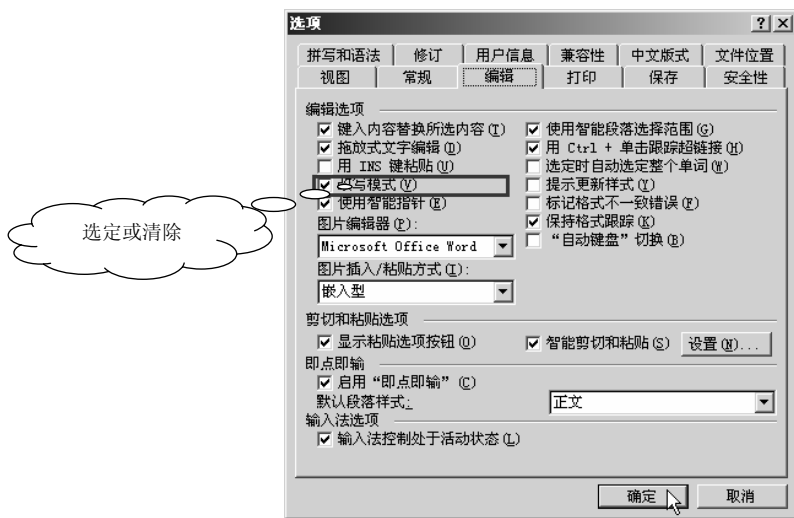 选项
拼写和语法 修订 用户信息 兼容性 中文版式 文件位置
视图 常规 编辑 打印 保存 安全性
编辑选项
键入内容替换所选内容(T) 使用智能段落选择范围(G)
拖放式文字编辑(D) 用 Ctrl + 单击跟踪超链接(H)
用 INS 键粘贴(U) 选定时自动选定整个单词(W)
写模式(V) 提示更新样式(Y)
使用智能指针(E) 标记格式不一致错误(F)
图片编辑器(P): 保持格式跟踪(K)
Microsoft Office Word “自动键盘”切换(B)
图片插入/粘贴方式(I):
嵌入型
选定或清除
剪切和粘贴选项
显示粘贴选项按钮(O) 智能剪切和粘贴(S) 设置(N)...
即点即输
启用“即点即输”(C)
默认段落样式: 正文
输入法选项
输入法控制处于活动状态(L)
确定 取消